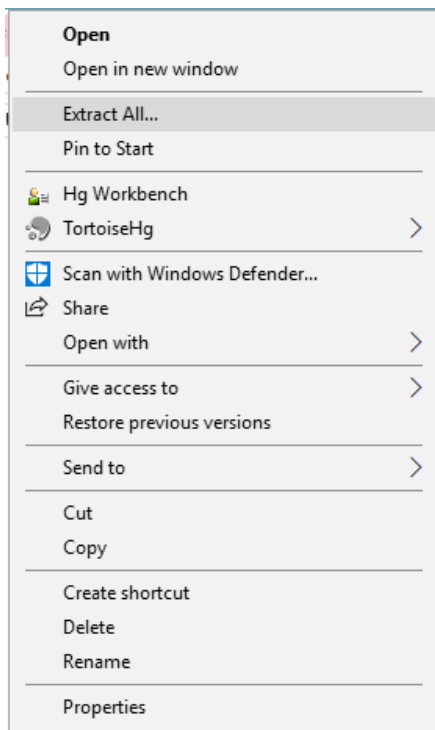 Open
Open in new window
Extract All...
Pin to Start
Hg Workbench
TortoiseHg
Scan with Windows Defender...
Share
Open with
Give access to
Restore previous versions
Send to
Cut
Copy
Create shortcut
Delete
Rename
Properties